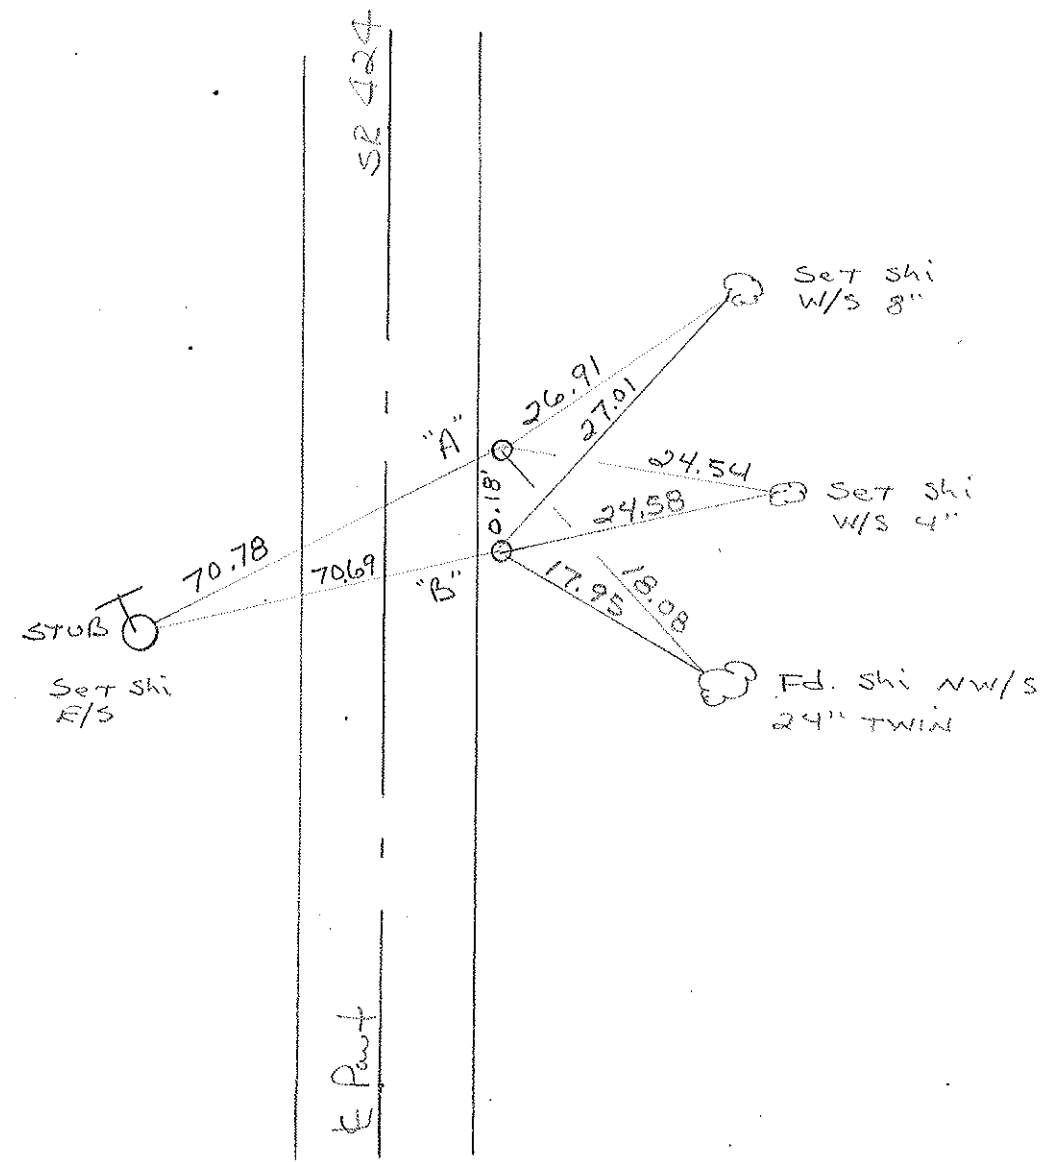 SR 424
Set shi
W/S 8"
26.91
27.01
"A"
24.54
0.18'
Set shi
W/S 4"
24.58
70.78
70.69
"B"
17.95
18.08
STUB
Set shi
E/S
Fd. Shi NW/S
24" TWIN
℄ Pavt